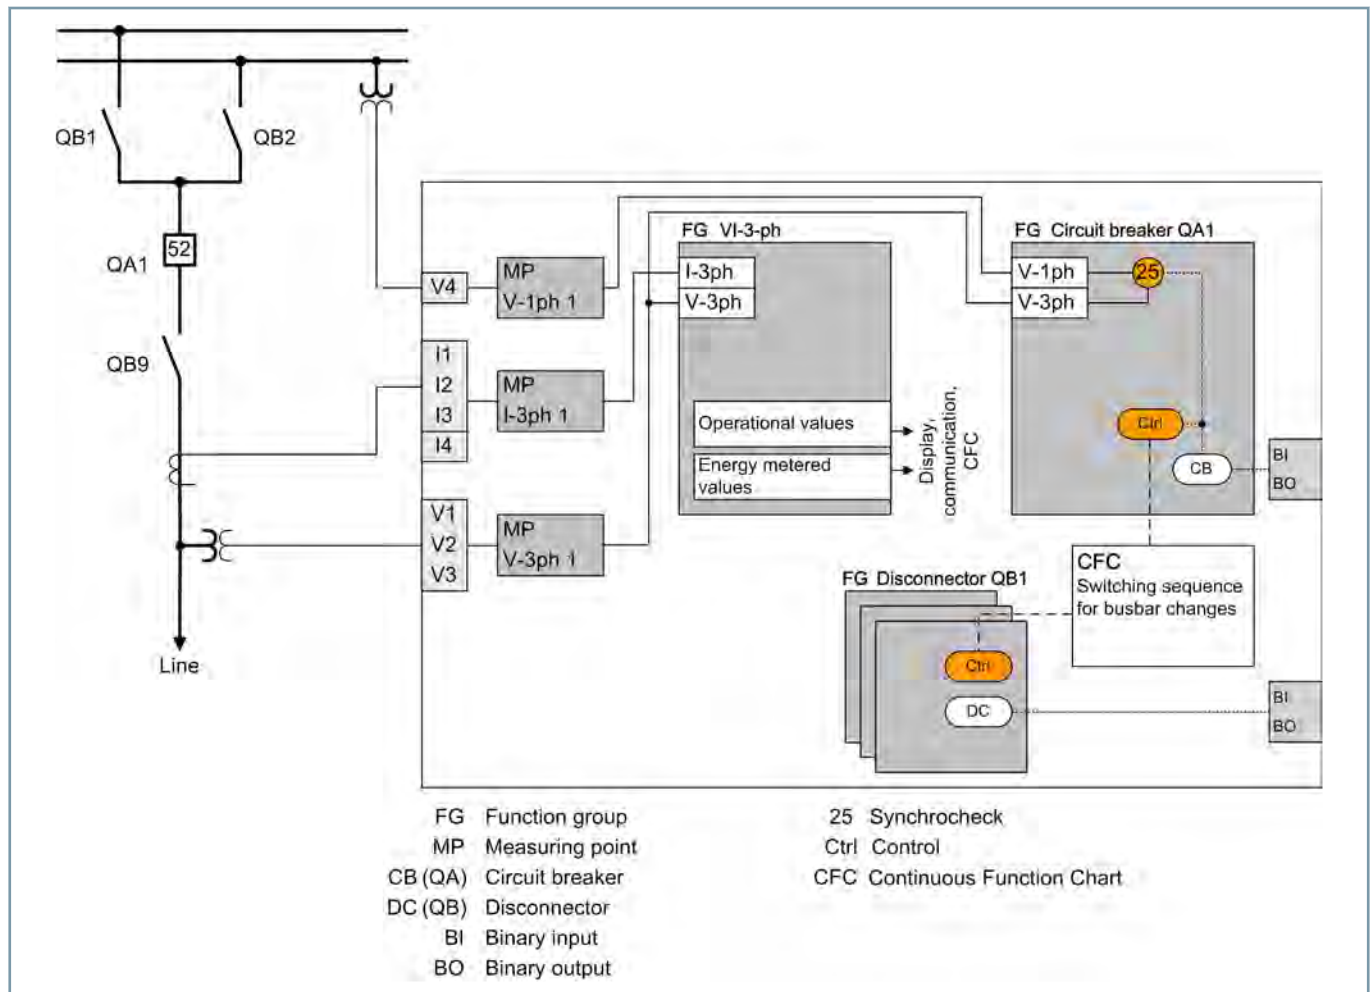 QB1
QB2
52
QA1
QB9
Line
V4
I1
I2
I3
I4
V1
V2
V3
MP
V-1ph 1
MP
I-3ph 1
MP
V-3ph 1
FG VI-3-ph
I-3ph
V-3ph
Operational values
Energy metered
values
Display,
communication,
CFC
FG Circuit breaker QA1
V-1ph
V-3ph
25
Ctrl
CB
BI
BO
CFC
Switching sequence
for busbar changes
FG Disconnector QB1
Ctrl
DC
BI
BO
FG Function group
MP Measuring point
CB (QA) Circuit breaker
DC (QB) Disconnector
BI Binary input
BO Binary output
25 Synchrocheck
Ctrl Control
CFC Continuous Function Chart